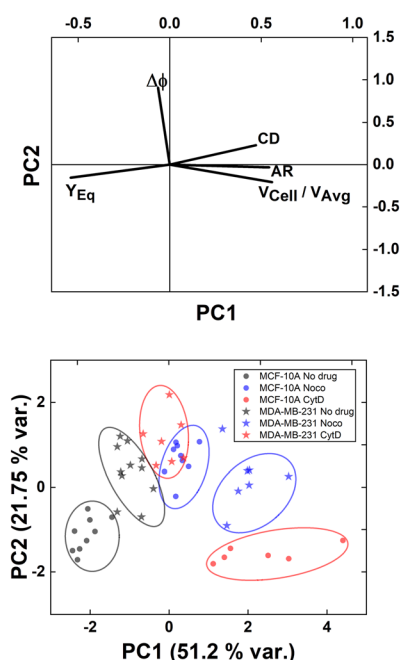 -0.5 0.0 0.5 1.0
1.5
Δϕ
1.0
CD
0.5
PC2
AR
0.0
Y_Eq
V_Cell / V_Avg
-0.5
-1.0
-1.5
PC1
MCF-10A No drug
MCF-10A Noco
MCF-10A CytD
MDA-MB-231 No drug
MDA-MB-231 Noco
MDA-MB-231 CytD
2
0
-2
PC2 (21.75 % var.)
-2 0 2 4
PC1 (51.2 % var.)